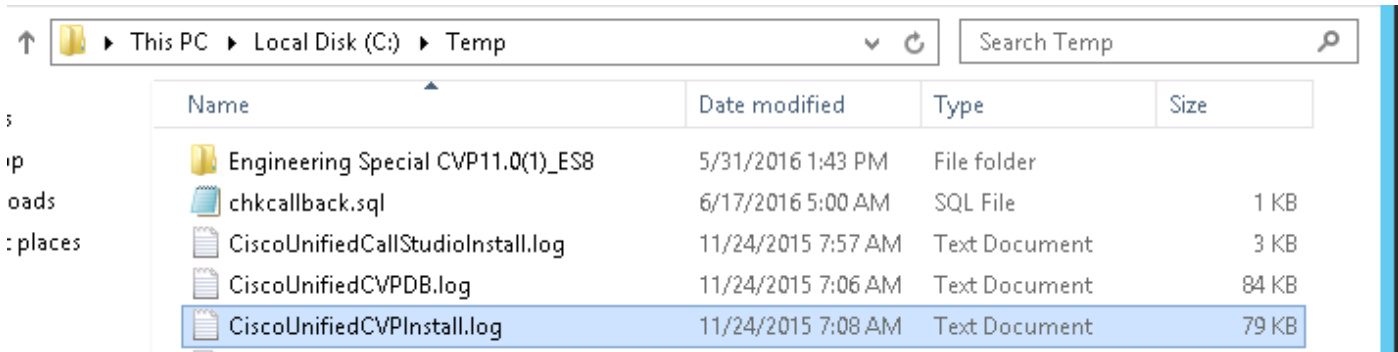 This PC Local Disk (C:) Temp Search Temp
Name Date modified Type Size
Engineering Special CVP11.0(1)_ES8 5/31/2016 1:43 PM File folder
chkcallback.sql 6/17/2016 5:00 AM SQL File 1 KB
oads
CiscoUnifiedCallStudioInstall.log 11/24/2015 7:57 AM Text Document 3 KB
places
CiscoUnifiedCVPDB.log 11/24/2015 7:06 AM Text Document 84 KB
CiscoUnifiedCVPInstall.log 11/24/2015 7:08 AM Text Document 79 KB